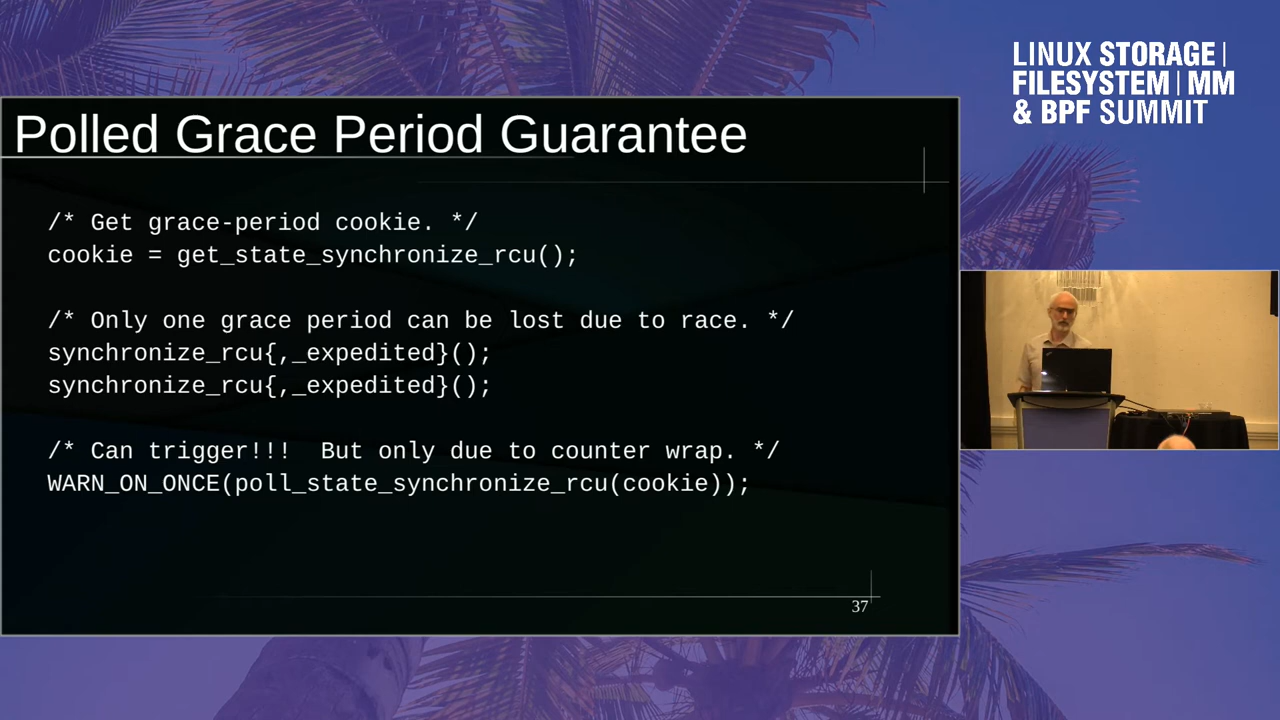 LINUX STORAGE |
FILESYSTEM | MM
& BPF SUMMIT
Polled Grace Period Guarantee
/* Get grace-period cookie. */
cookie = get_state_synchronize_rcu();
/* Only one grace period can be lost due to race. */
synchronize_rcu{,_expedited}();
synchronize_rcu{,_expedited}();
/* Can trigger!!!  But only due to counter wrap. */
WARN_ON_ONCE(poll_state_synchronize_rcu(cookie));
37